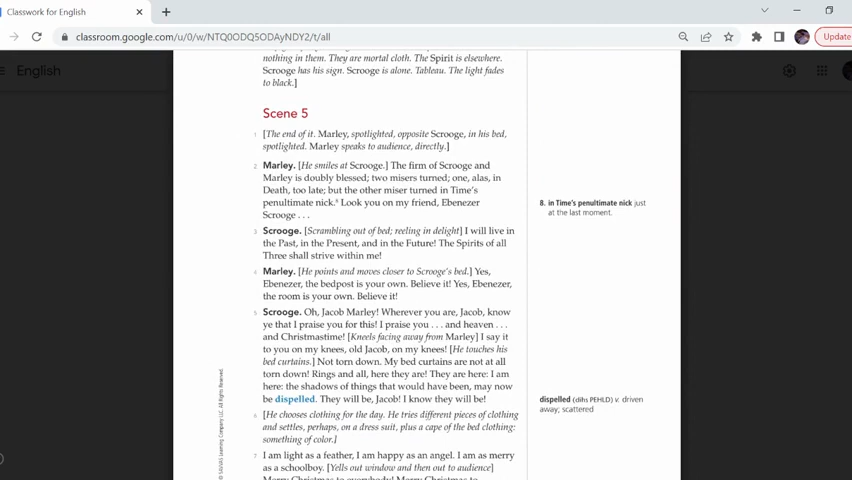 Classwork for English
classroom.google.com/u/0/w/NTQ0ODQ5ODAyNDY2/t/all
Update
English
nothing in them. They are mortal cloth. The Spirit is elsewhere.
Scrooge has his sign. Scrooge is alone. Tableau. The light fades
to black.]
Scene 5
1 [The end of it. Marley, spotlighted, opposite Scrooge, in his bed,
spotlighted. Marley speaks to audience, directly.]
2 Marley. [He smiles at Scrooge.] The firm of Scrooge and
Marley is doubly blessed; two misers turned; one, alas, in
Death, too late; but the other miser turned in Time's
penultimate nick.⁸ Look you on my friend, Ebenezer
Scrooge . . .
3 Scrooge. [Scrambling out of bed; reeling in delight] I will live in
the Past, in the Present, and in the Future! The Spirits of all
Three shall strive within me!
4 Marley. [He points and moves closer to Scrooge's bed.] Yes,
Ebenezer, the bedpost is your own. Believe it! Yes, Ebenezer,
the room is your own. Believe it!
5 Scrooge. Oh, Jacob Marley! Wherever you are, Jacob, know
ye that I praise you for this! I praise you . . . and heaven . . .
and Christmastime! [Kneels facing away from Marley] I say it
to you on my knees, old Jacob, on my knees! [He touches his
bed curtains.] Not torn down. My bed curtains are not at all
torn down! Rings and all, here they are! They are here: I am
here: the shadows of things that would have been, may now
be dispelled. They will be, Jacob! I know they will be!
6 [He chooses clothing for the day. He tries different pieces of clothing
and settles, perhaps, on a dress suit, plus a cape of the bed clothing:
something of color.]
7 I am light as a feather, I am happy as an angel. I am as merry
as a schoolboy. [Yells out window and then out to audience]
Merry Christmas to everybody! Merry Christmas to
8. in Time's penultimate nick just
at the last moment.
dispelled (dihs PEHLD) v. driven
away; scattered
© SAVVAS Learning Company LLC. All Rights Reserved.